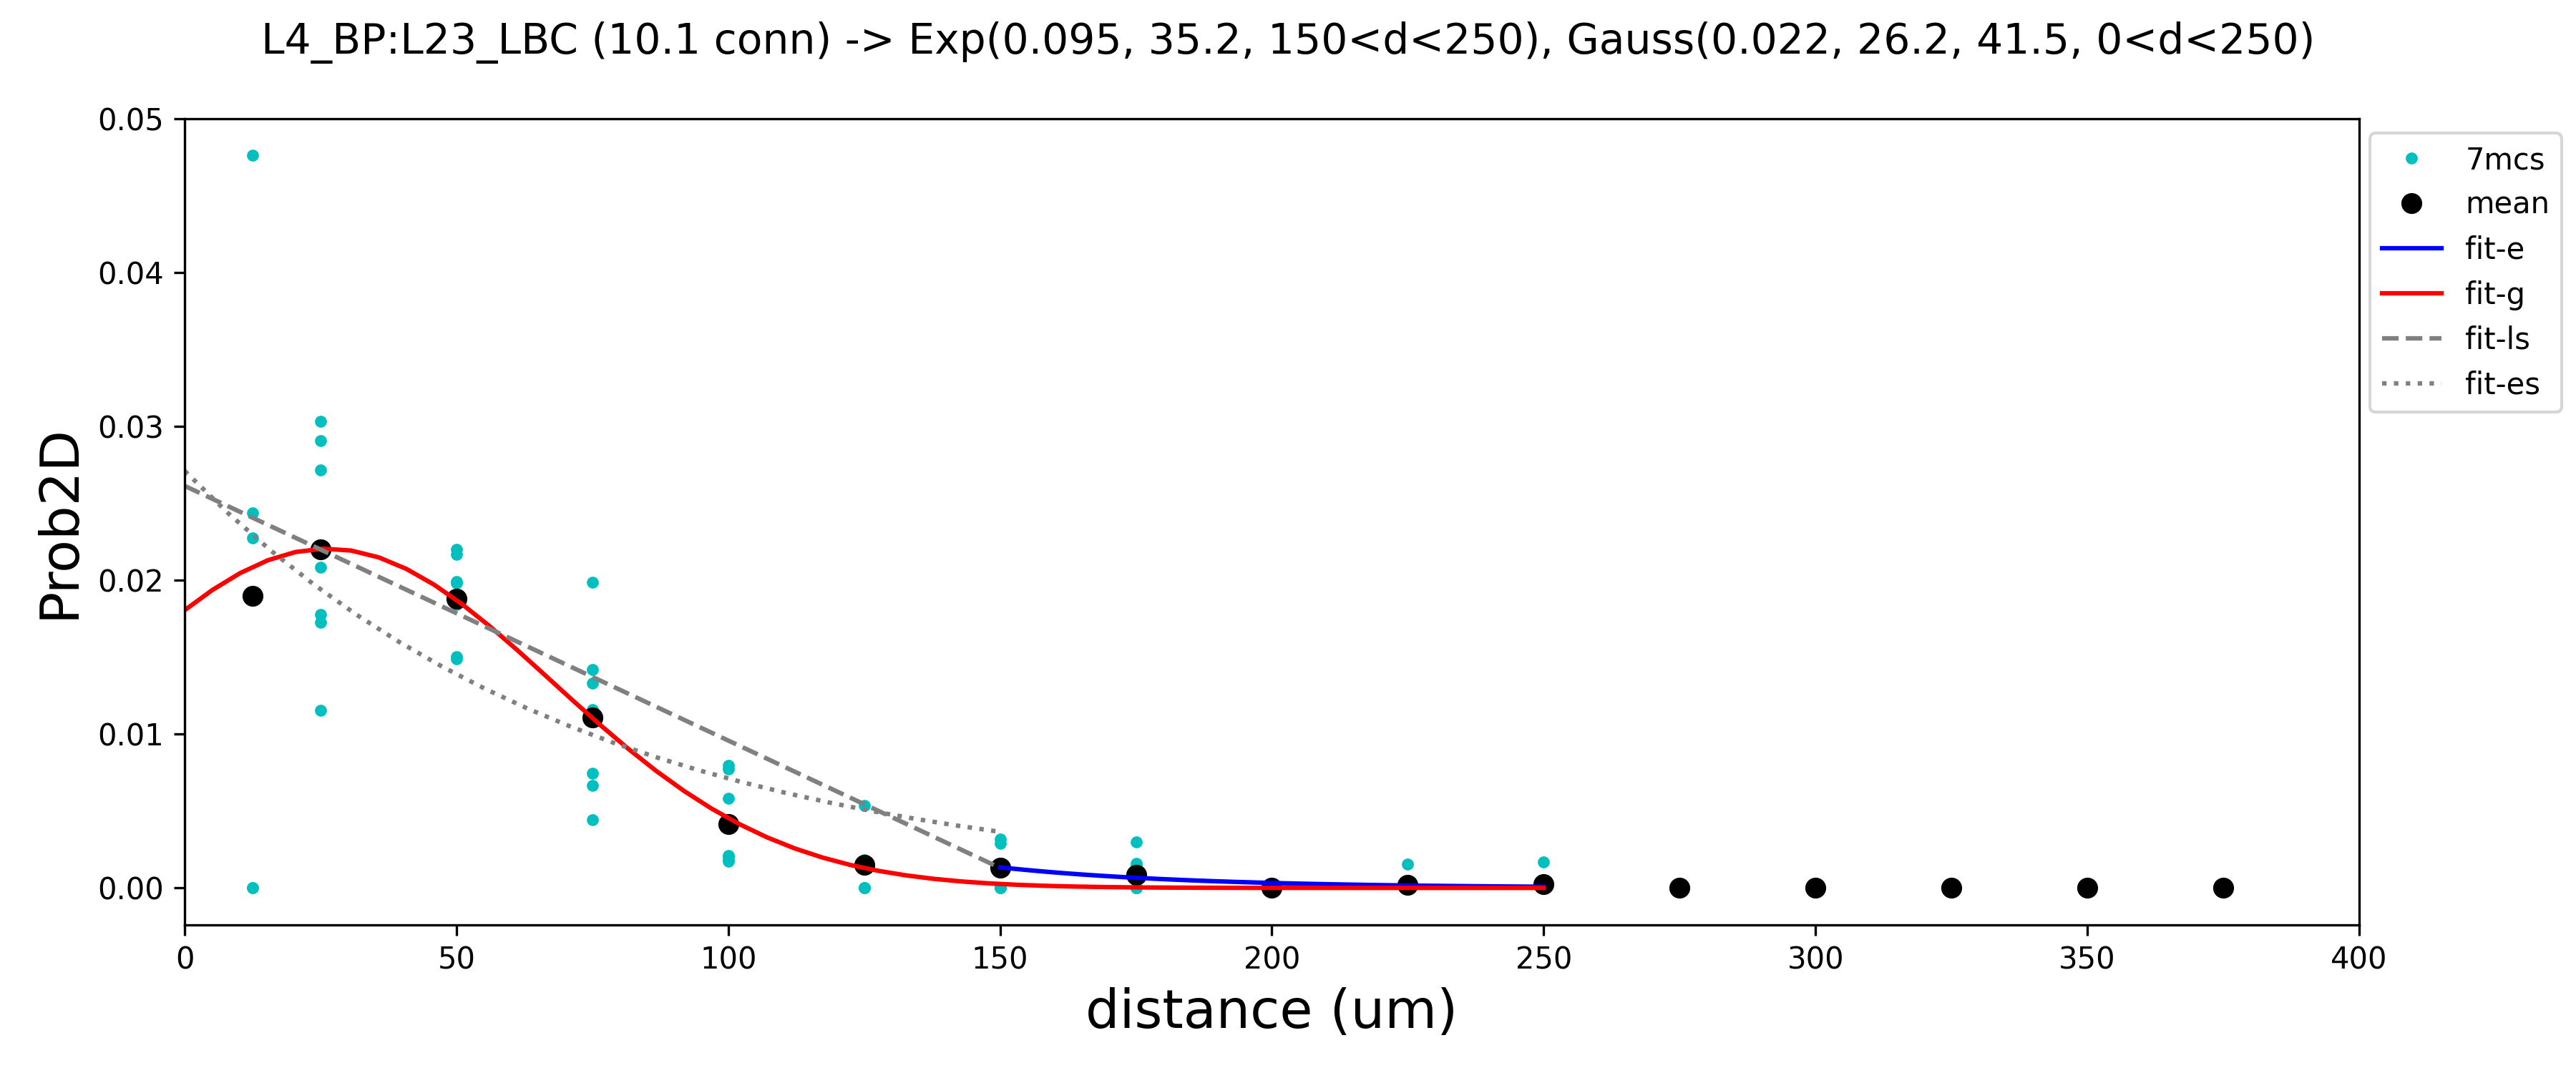 L4_BP:L23_LBC (10.1 conn) -> Exp(0.095, 35.2, 150<d<250), Gauss(0.022, 26.2, 41.5, 0<d<250)
0.05
0.04
0.03
0.02
0.01
0.00
Prob2D
0 50 100 150 200 250 300 350 400
distance (um)
7mcs
mean
fit-e
fit-g
fit-ls
fit-es